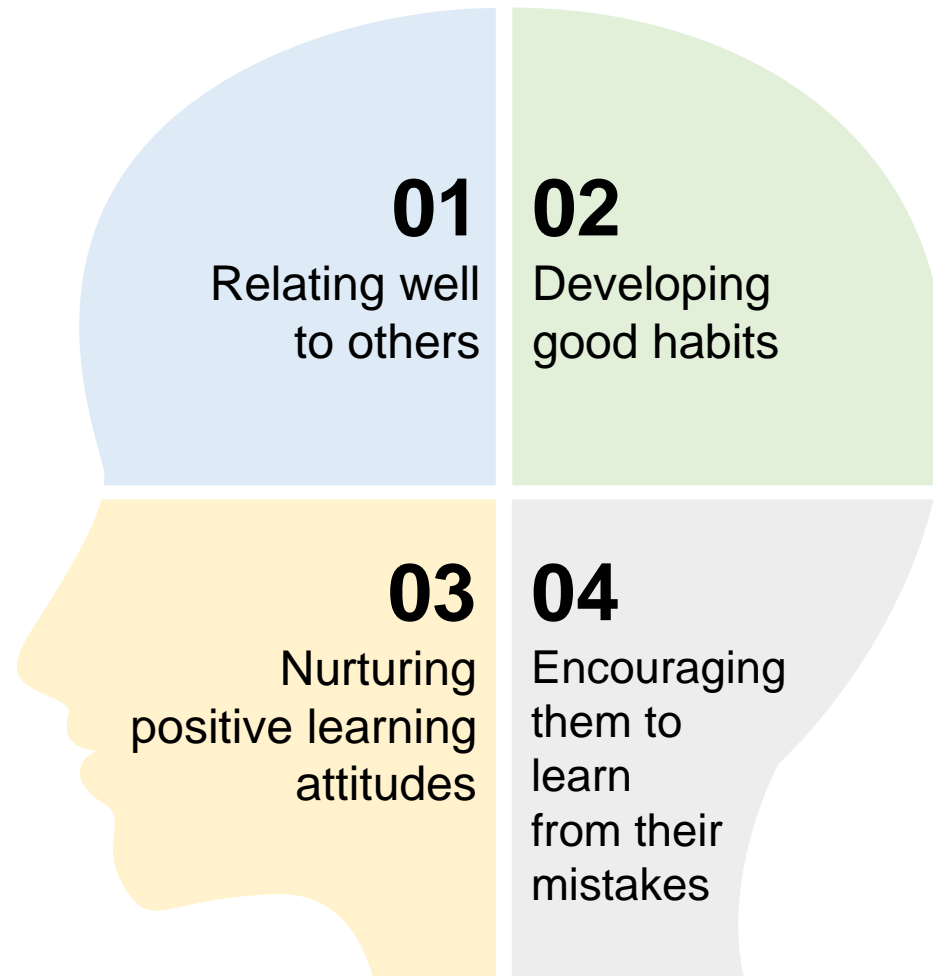 01
Relating well
to others
02
Developing
good habits
03
Nurturing
positive learning
attitudes
04
Encouraging
them to
learn
from their
mistakes